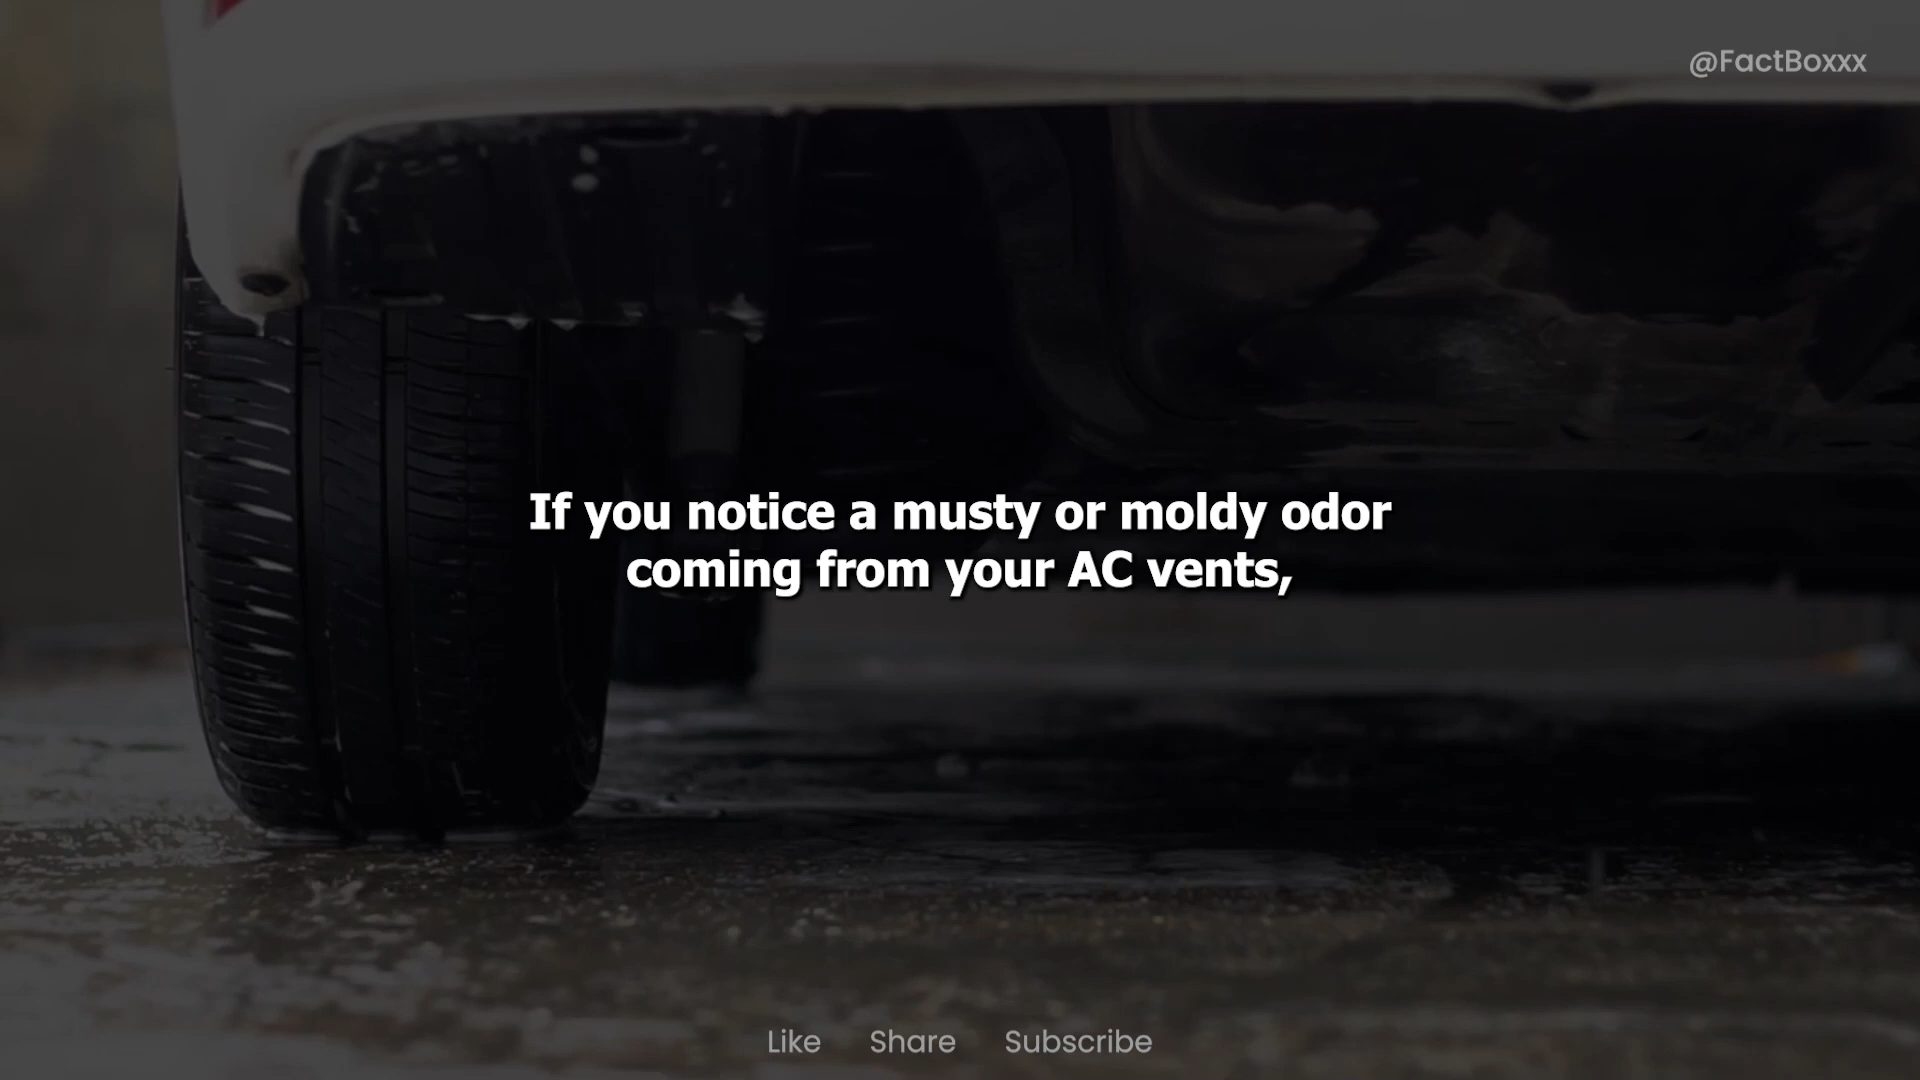 @FactBoxxx
If you notice a musty or moldy odor
coming from your AC vents,
Like Share Subscribe